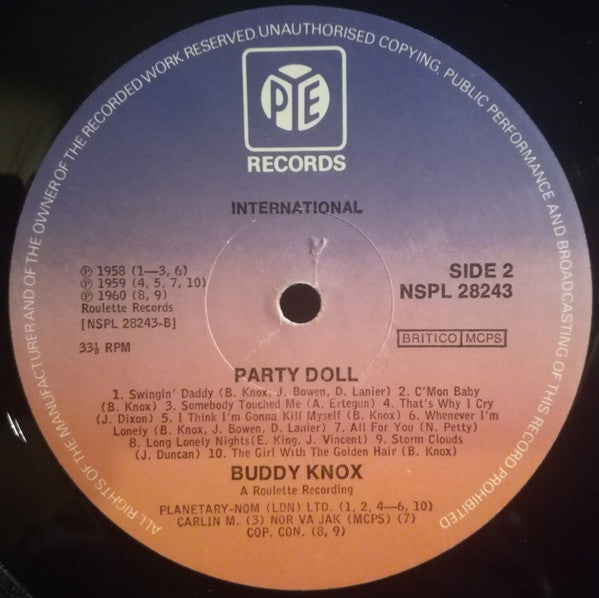 ALL RIGHTS OF THE MANUFACTURER AND OF THE OWNER OF THE RECORDED WORK RESERVED. UNAUTHORISED COPYING, PUBLIC PERFORMANCE AND BROADCASTING OF THIS RECORD PROHIBITED
PYE
RECORDS
INTERNATIONAL
℗ 1958 (1—3, 6)
℗ 1959 (4, 5, 7, 10)
℗ 1960 (8, 9)
Roulette Records
[NSPL 28243-B]
33⅓ RPM
SIDE 2
NSPL 28243
BRITICO MCPS
PARTY DOLL
1. Swingin' Daddy (B. Knox, J. Bowen, D. Lanier) 2. C'Mon Baby
(B. Knox) 3. Somebody Touched Me (A. Ertegun) 4. That's Why I Cry
(J. Dixon) 5. I Think I'm Gonna Kill Myself (B. Knox) 6. Whenever I'm
Lonely (B. Knox, J. Bowen, D. Lanier) 7. All For You (N. Petty)
8. Long Lonely Nights(E. King, J. Vincent) 9. Storm Clouds
(J. Duncan) 10. The Girl With The Golden Hair (B. Knox)
BUDDY KNOX
A Roulette Recording
PLANETARY-NOM (LDN) LTD. (1, 2, 4—6, 10)
CARLIN M. (3) NOR VA JAK (MCPS) (7)
COP. CON. (8, 9)